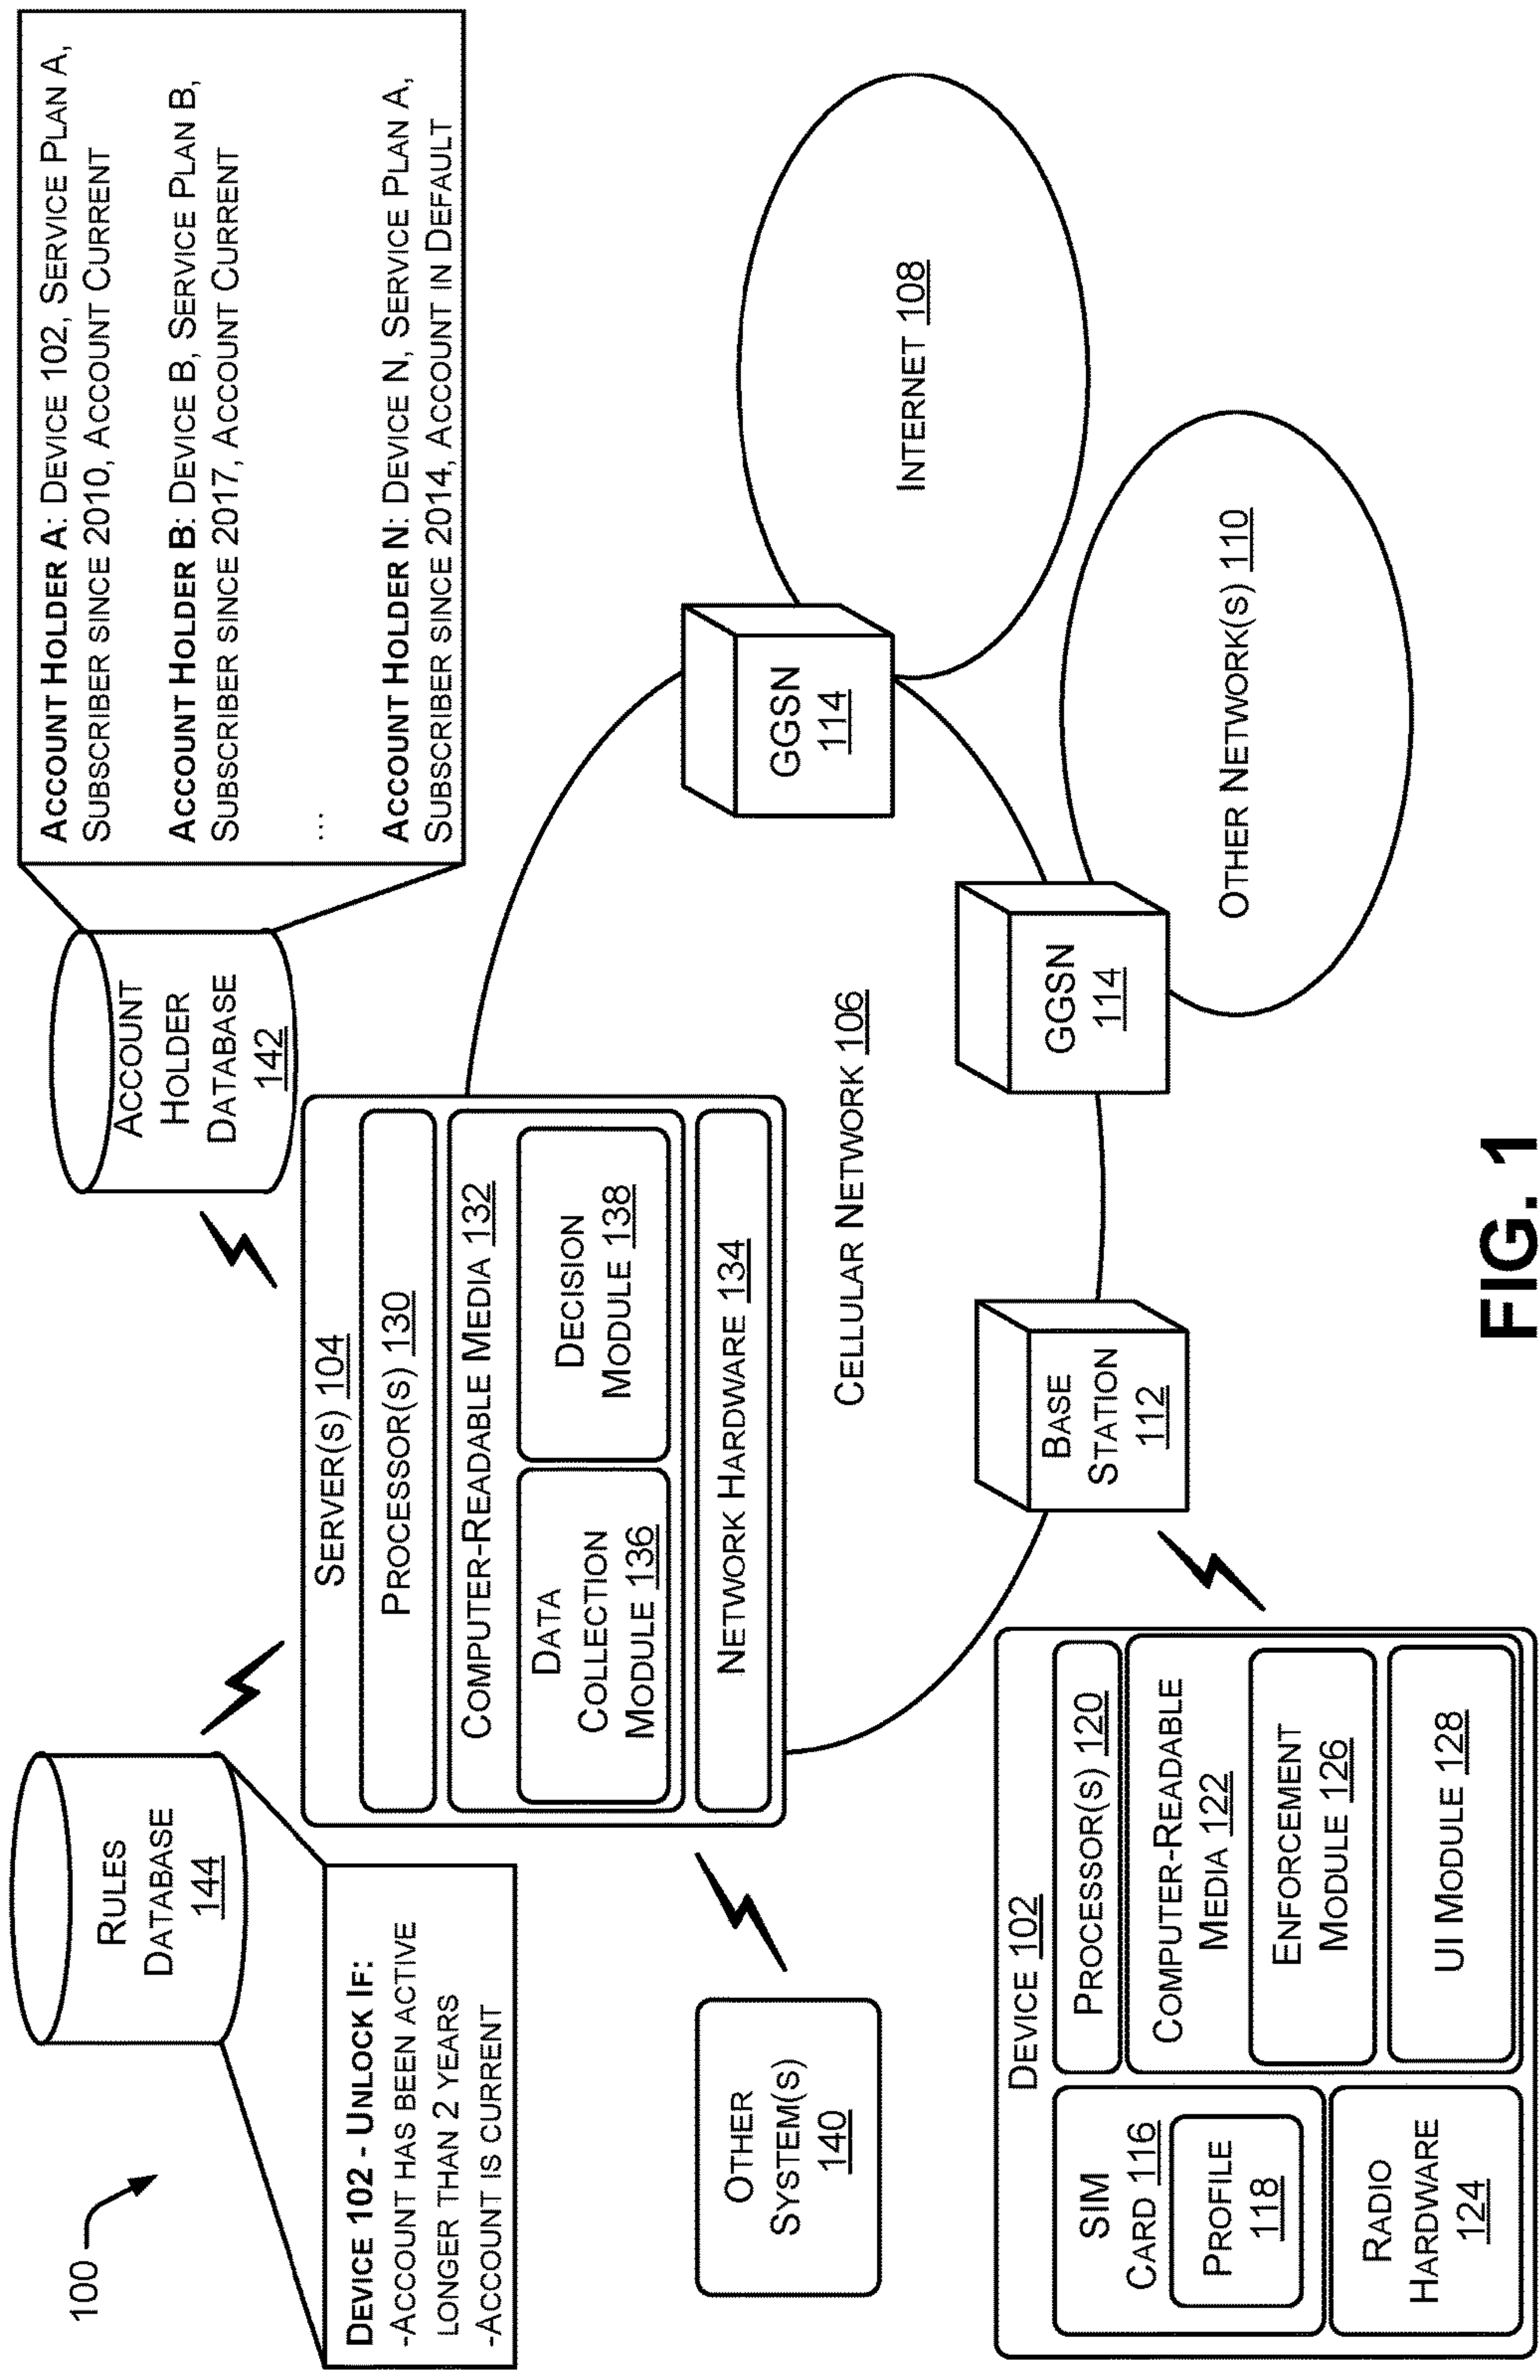 100
RULES
DATABASE
144
DEVICE 102 - UNLOCK IF:
-ACCOUNT HAS BEEN ACTIVE
LONGER THAN 2 YEARS
-ACCOUNT IS CURRENT
ACCOUNT
HOLDER
DATABASE
142
ACCOUNT HOLDER A: DEVICE 102, SERVICE PLAN A,
SUBSCRIBER SINCE 2010, ACCOUNT CURRENT
ACCOUNT HOLDER B: DEVICE B, SERVICE PLAN B,
SUBSCRIBER SINCE 2017, ACCOUNT CURRENT
...
ACCOUNT HOLDER N: DEVICE N, SERVICE PLAN A,
SUBSCRIBER SINCE 2014, ACCOUNT IN DEFAULT
SERVER(S) 104
PROCESSOR(S) 130
COMPUTER-READABLE MEDIA 132
DATA
COLLECTION
MODULE 136
DECISION
MODULE 138
NETWORK HARDWARE 134
OTHER
SYSTEM(S)
140
CELLULAR NETWORK 106
GGSN
114
INTERNET 108
GGSN
114
OTHER NETWORK(S) 110
BASE
STATION
112
DEVICE 102
SIM
CARD 116
PROFILE
118
RADIO
HARDWARE
124
PROCESSOR(S) 120
COMPUTER-READABLE
MEDIA 122
ENFORCEMENT
MODULE 126
UI MODULE 128
FIG. 1